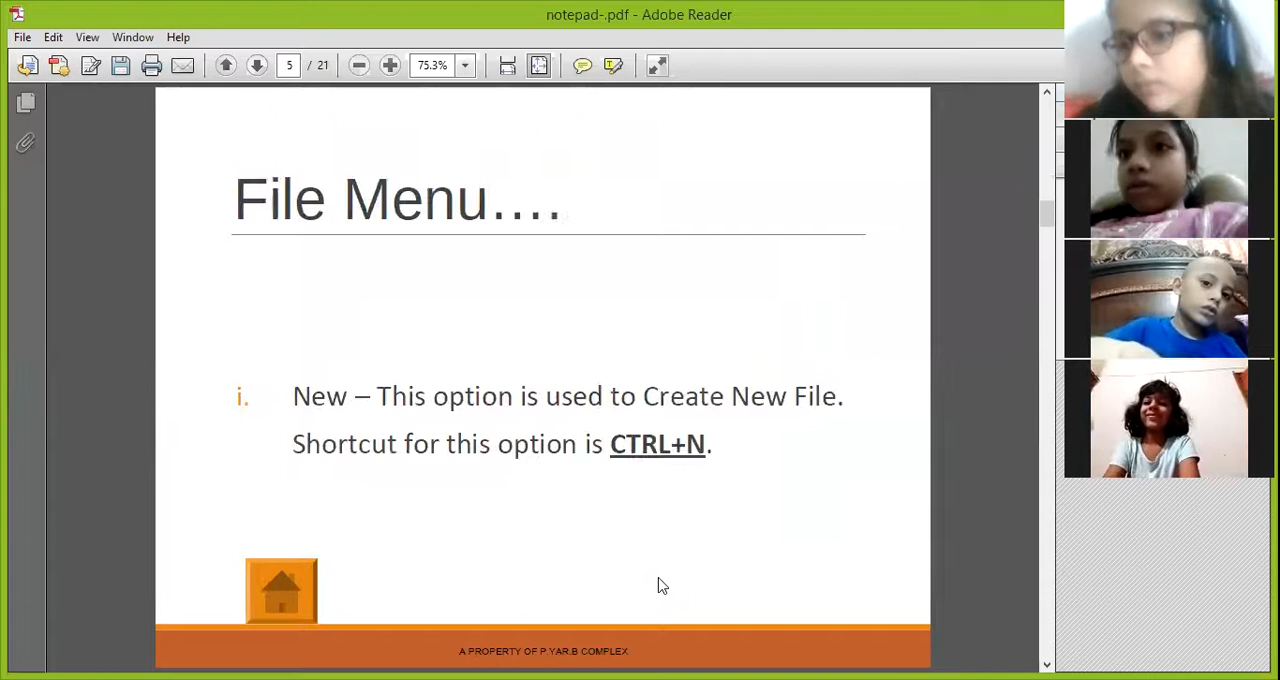 notepad-.pdf - Adobe Reader
File Edit View Window Help
5 / 21 75.3%
File Menu....
i. New – This option is used to Create New File.
Shortcut for this option is CTRL+N.
A PROPERTY OF P.YAR.B COMPLEX